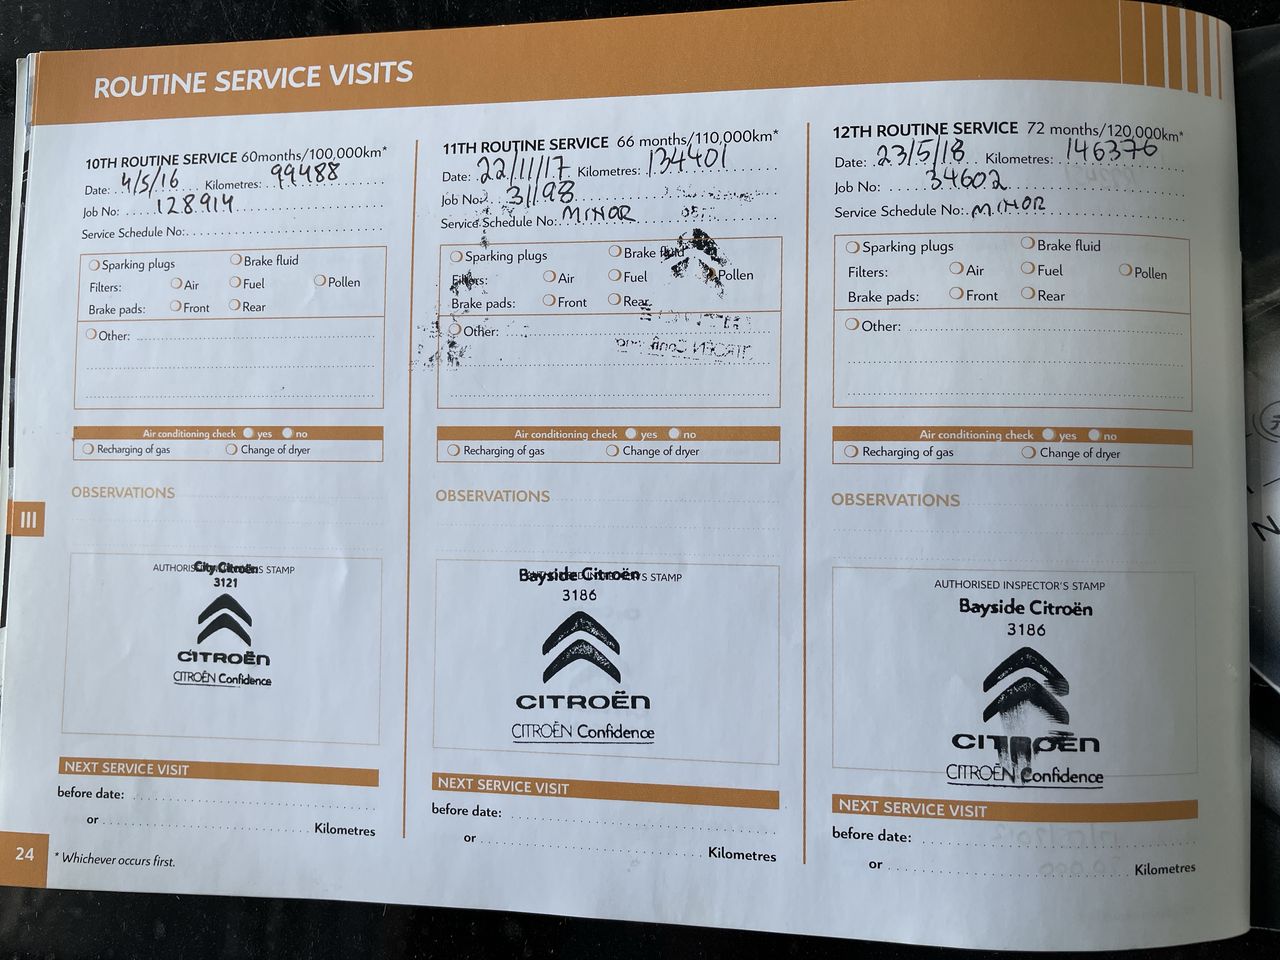 ROUTINE SERVICE VISITS
10TH ROUTINE SERVICE 60months/100,000km*
Date: 4/5/16 Kilometres: 99488
Job No: 128914
Service Schedule No:
Sparking plugs Brake fluid
Filters: Air Fuel Pollen
Brake pads: Front Rear
Other:
Air conditioning check yes no
Recharging of gas Change of dryer
OBSERVATIONS
AUTHORISED INSPECTOR'S STAMP
City Citroën
3121
CITROËN
CITROËN Confidence
NEXT SERVICE VISIT
before date:
or Kilometres
* Whichever occurs first.
11TH ROUTINE SERVICE 66 months/110,000km*
Date: 22/11/17 Kilometres: 134401
Job No: 31198
Service Schedule No: MINOR
Sparking plugs Brake fluid
Filters: Air Fuel Pollen
Brake pads: Front Rear
Other:
Air conditioning check yes no
Recharging of gas Change of dryer
OBSERVATIONS
AUTHORISED INSPECTOR'S STAMP
Bayside Citroën
3186
CITROËN
CITROËN Confidence
NEXT SERVICE VISIT
before date:
or Kilometres
12TH ROUTINE SERVICE 72 months/120,000km*
Date: 23/5/18 Kilometres: 146376
Job No: 34602
Service Schedule No: MINOR
Sparking plugs Brake fluid
Filters: Air Fuel Pollen
Brake pads: Front Rear
Other:
Air conditioning check yes no
Recharging of gas Change of dryer
OBSERVATIONS
AUTHORISED INSPECTOR'S STAMP
Bayside Citroën
3186
CITROËN
CITROËN Confidence
NEXT SERVICE VISIT
before date:
or Kilometres
III
24